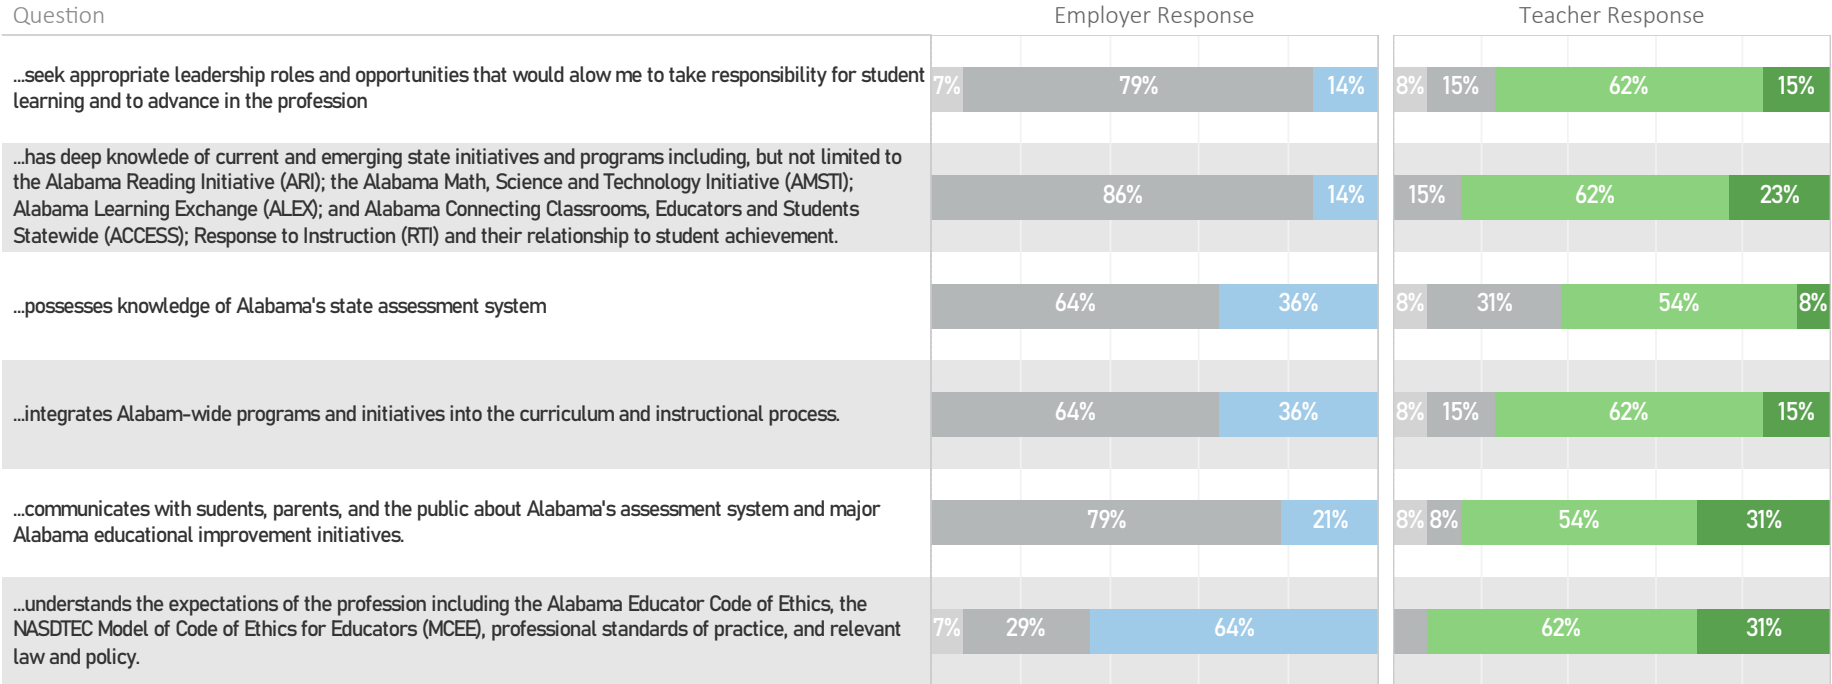 Question Employer Response Teacher Response
...seek appropriate leadership roles and opportunities that would alow me to take responsibility for student
learning and to advance in the profession
7% 79% 14% 8% 15% 62% 15%
...has deep knowlede of current and emerging state initiatives and programs including, but not limited to
the Alabama Reading Initiative (ARI); the Alabama Math, Science and Technology Initiative (AMSTI);
Alabama Learning Exchange (ALEX); and Alabama Connecting Classrooms, Educators and Students
Statewide (ACCESS); Response to Instruction (RTI) and their relationship to student achievement.
86% 14% 15% 62% 23%
...possesses knowledge of Alabama's state assessment system
64% 36% 8% 31% 54% 8%
...integrates Alabam-wide programs and initiatives into the curriculum and instructional process.
64% 36% 8% 15% 62% 15%
...communicates with sudents, parents, and the public about Alabama's assessment system and major
Alabama educational improvement initiatives.
79% 21% 8% 8% 54% 31%
...understands the expectations of the profession including the Alabama Educator Code of Ethics, the
NASDTEC Model of Code of Ethics for Educators (MCEE), professional standards of practice, and relevant
law and policy.
7% 29% 64% 62% 31%